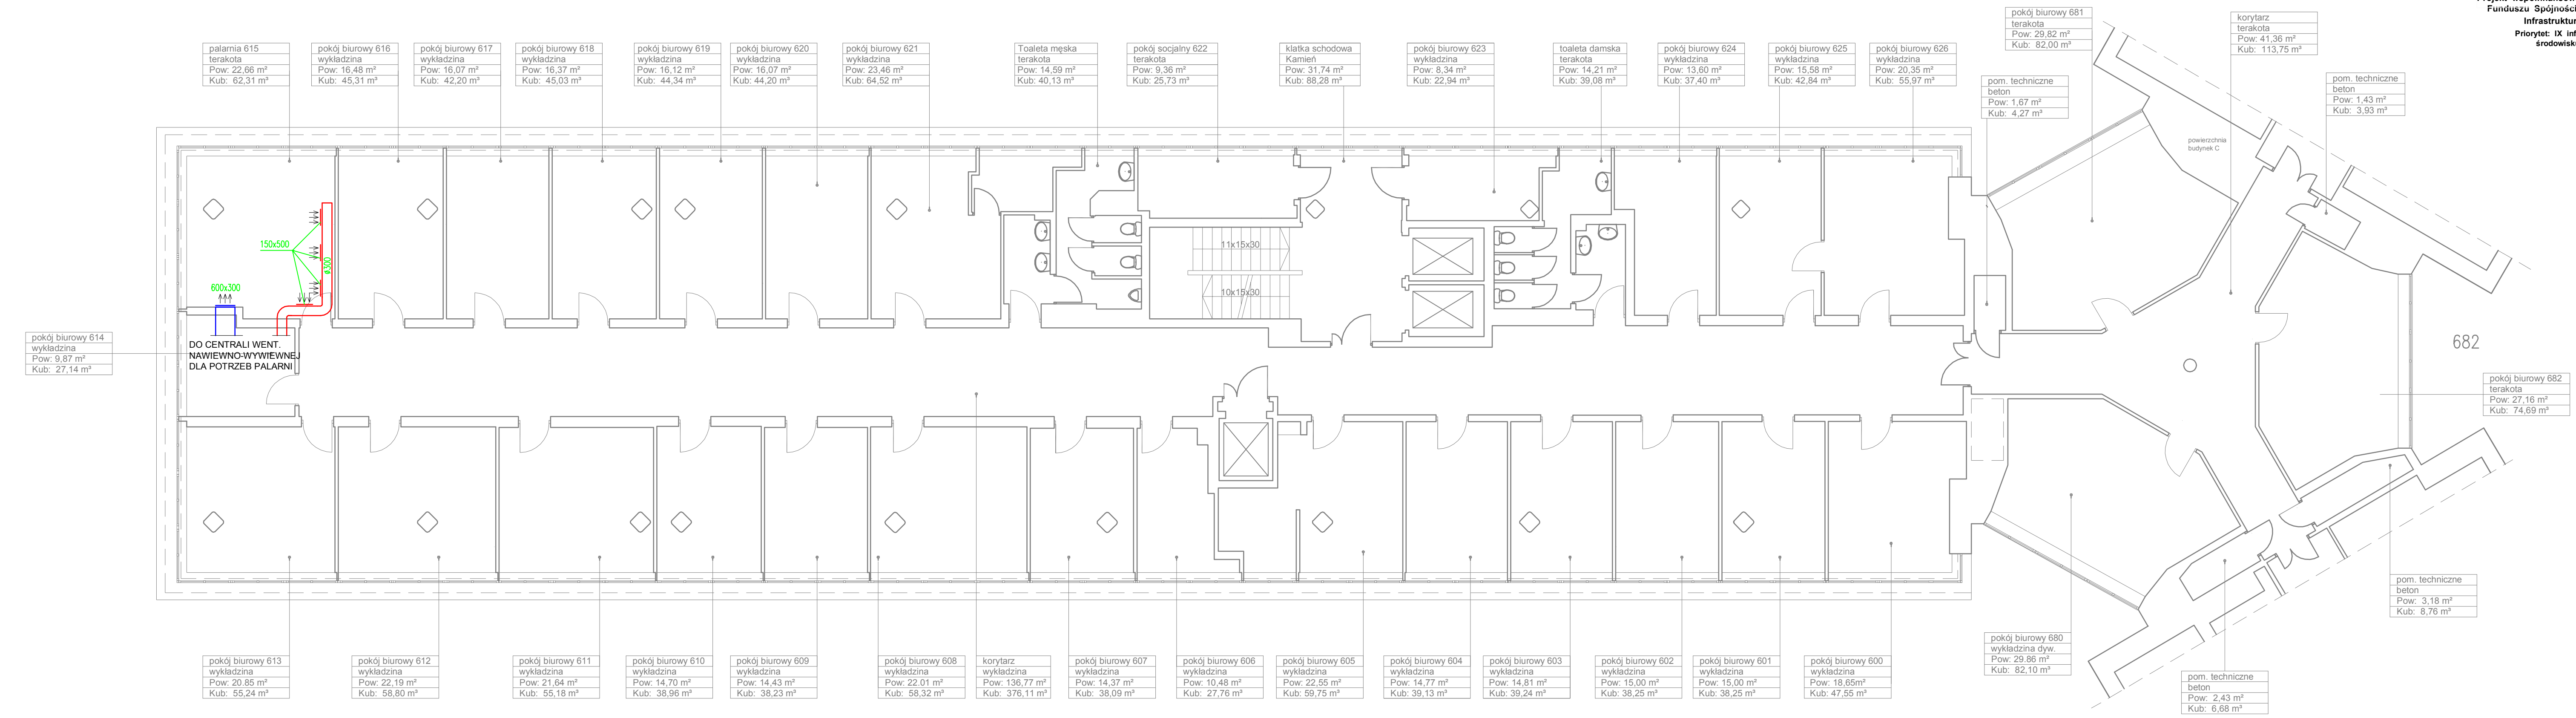 Funduszu Spójności
Infrastruktur
Priorytet: IX inf
środowisk
pokój biurowy 681
terakota
Pow: 29,82 m²
Kub: 82,00 m³
korytarz
terakota
Pow: 41,36 m²
Kub: 113,75 m³
palarnia 615
terakota
Pow: 22,66 m²
Kub: 62,31 m³
pokój biurowy 616
wykładzina
Pow: 16,48 m²
Kub: 45,31 m³
pokój biurowy 617
wykładzina
Pow: 16,07 m²
Kub: 42,20 m³
pokój biurowy 618
wykładzina
Pow: 16,37 m²
Kub: 45,03 m³
pokój biurowy 619
wykładzina
Pow: 16,12 m²
Kub: 44,34 m³
pokój biurowy 620
wykładzina
Pow: 16,07 m²
Kub: 44,20 m³
pokój biurowy 621
wykładzina
Pow: 23,46 m²
Kub: 64,52 m³
Toaleta męska
terakota
Pow: 14,59 m²
Kub: 40,13 m³
pokój socjalny 622
terakota
Pow: 9,36 m²
Kub: 25,73 m³
klatka schodowa
Kamień
Pow: 31,74 m²
Kub: 88,28 m³
pokój biurowy 623
wykładzina
Pow: 8,34 m²
Kub: 22,94 m³
toaleta damska
terakota
Pow: 14,21 m²
Kub: 39,08 m³
pokój biurowy 624
wykładzina
Pow: 13,60 m²
Kub: 37,40 m³
pokój biurowy 625
wykładzina
Pow: 15,58 m²
Kub: 42,84 m³
pokój biurowy 626
wykładzina
Pow: 20,35 m²
Kub: 55,97 m³
pom. techniczne
beton
Pow: 1,67 m²
Kub: 4,27 m³
pom. techniczne
beton
Pow: 1,43 m²
Kub: 3,93 m³
powierzchnia
budynek C
150x500
ø300
600x300
11x15x30
10x15x30
DO CENTRALI WENT.
NAWIEWNO-WYWIEWNEJ
DLA POTRZEB PALARNI
pokój biurowy 614
wykładzina
Pow: 9,87 m²
Kub: 27,14 m³
682
pokój biurowy 682
terakota
Pow: 27,16 m²
Kub: 74,69 m³
pom. techniczne
beton
Pow: 3,18 m²
Kub: 8,76 m³
pokój biurowy 680
wykładzina dyw.
Pow: 29.86 m²
Kub: 82,10 m³
pom. techniczne
beton
Pow: 2,43 m²
Kub: 6,68 m³
pokój biurowy 613
wykładzina
Pow: 20.85 m²
Kub: 55,24 m³
pokój biurowy 612
wykładzina
Pow: 22,19 m²
Kub: 58,80 m³
pokój biurowy 611
wykładzina
Pow: 21,64 m²
Kub: 55,18 m³
pokój biurowy 610
wykładzina
Pow: 14,70 m²
Kub: 38,96 m³
pokój biurowy 609
wykładzina
Pow: 14,43 m²
Kub: 38,23 m³
pokój biurowy 608
wykładzina
Pow: 22.01 m²
Kub: 58,32 m³
korytarz
wykładzina
Pow: 136,77 m²
Kub: 376,11 m³
pokój biurowy 607
wykładzina
Pow: 14,37 m²
Kub: 38,09 m³
pokój biurowy 606
wykładzina
Pow: 10,48 m²
Kub: 27,76 m³
pokój biurowy 605
wykładzina
Pow: 22,55 m²
Kub: 59,75 m³
pokój biurowy 604
wykładzina
Pow: 14,77 m²
Kub: 39,13 m³
pokój biurowy 603
wykładzina
Pow: 14,81 m²
Kub: 39,24 m³
pokój biurowy 602
wykładzina
Pow: 15,00 m²
Kub: 38,25 m³
pokój biurowy 601
wykładzina
Pow: 15,00 m²
Kub: 38,25 m³
pokój biurowy 600
wykładzina
Pow: 18,65m²
Kub: 47,55 m³